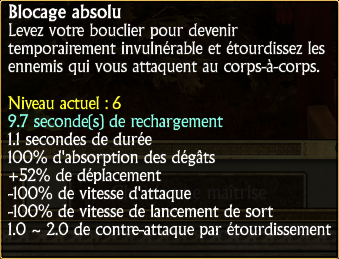 Blocage absolu
Levez votre bouclier pour devenir
temporairement invulnérable et étourdissez les
ennemis qui vous attaquent au corps-à-corps.
Niveau actuel : 6
9.7 seconde(s) de rechargement
1.1 secondes de durée
100% d'absorption des dégâts
+52% de déplacement
-100% de vitesse d'attaque
-100% de vitesse de lancement de sort
1.0 ~ 2.0 de contre-attaque par étourdissement